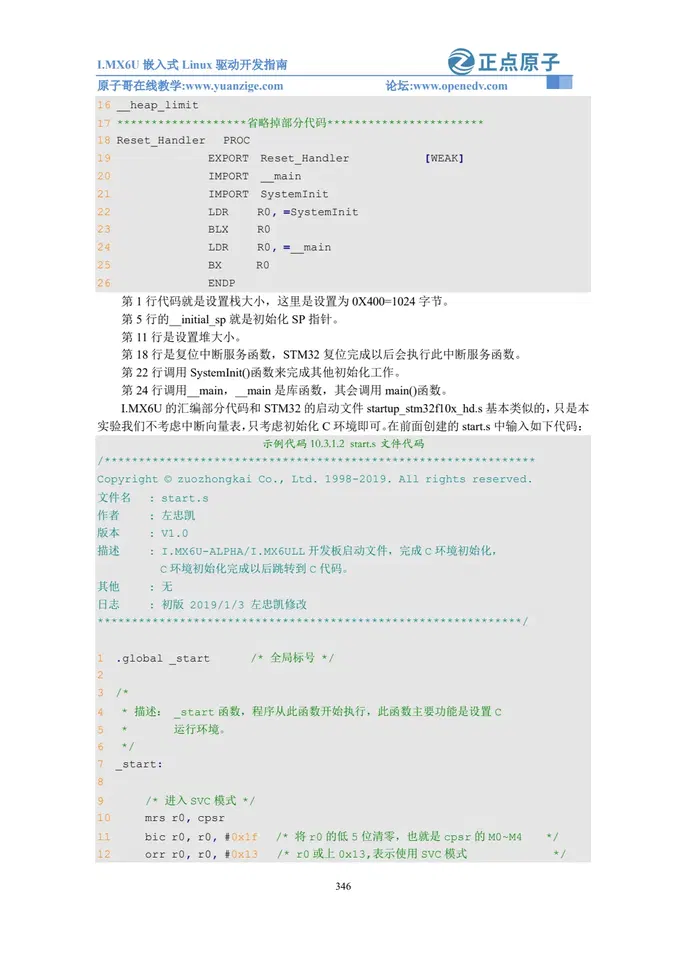 I.MX6U 嵌入式 Linux 驱动开发指南
正点原子
原子哥在线教学:www.yuanzige.com 论坛:www.openedv.com
16 __heap_limit
17 *******************省略掉部分代码***********************
18 Reset_Handler PROC
19 EXPORT Reset_Handler [WEAK]
20 IMPORT __main
21 IMPORT SystemInit
22 LDR R0, =SystemInit
23 BLX R0
24 LDR R0, =__main
25 BX R0
26 ENDP
第 1 行代码就是设置栈大小，这里是设置为 0X400=1024 字节。
第 5 行的__initial_sp 就是初始化 SP 指针。
第 11 行是设置堆大小。
第 18 行是复位中断服务函数，STM32 复位完成以后会执行此中断服务函数。
第 22 行调用 SystemInit()函数来完成其他初始化工作。
第 24 行调用__main，__main 是库函数，其会调用 main()函数。
I.MX6U 的汇编部分代码和 STM32 的启动文件 startup_stm32f10x_hd.s 基本类似的，只是本
实验我们不考虑中断向量表，只考虑初始化 C 环境即可。在前面创建的 start.s 中输入如下代码：
示例代码 10.3.1.2 start.s 文件代码
/***************************************************************
Copyright © zuozhongkai Co., Ltd. 1998-2019. All rights reserved.
文件名 : start.s
作者 : 左忠凯
版本 : V1.0
描述 : I.MX6U-ALPHA/I.MX6ULL 开发板启动文件，完成 C 环境初始化，
C 环境初始化完成以后跳转到 C 代码。
其他 : 无
日志 : 初版 2019/1/3 左忠凯修改
**************************************************************/
1 .global _start /* 全局标号 */
2
3 /*
4 * 描述： _start 函数，程序从此函数开始执行，此函数主要功能是设置 C
5 * 运行环境。
6 */
7 _start:
8
9 /* 进入 SVC 模式 */
10 mrs r0, cpsr
11 bic r0, r0, #0x1f /* 将 r0 的低 5 位清零，也就是 cpsr 的 M0~M4 */
12 orr r0, r0, #0x13 /* r0 或上 0x13,表示使用 SVC 模式 */
346